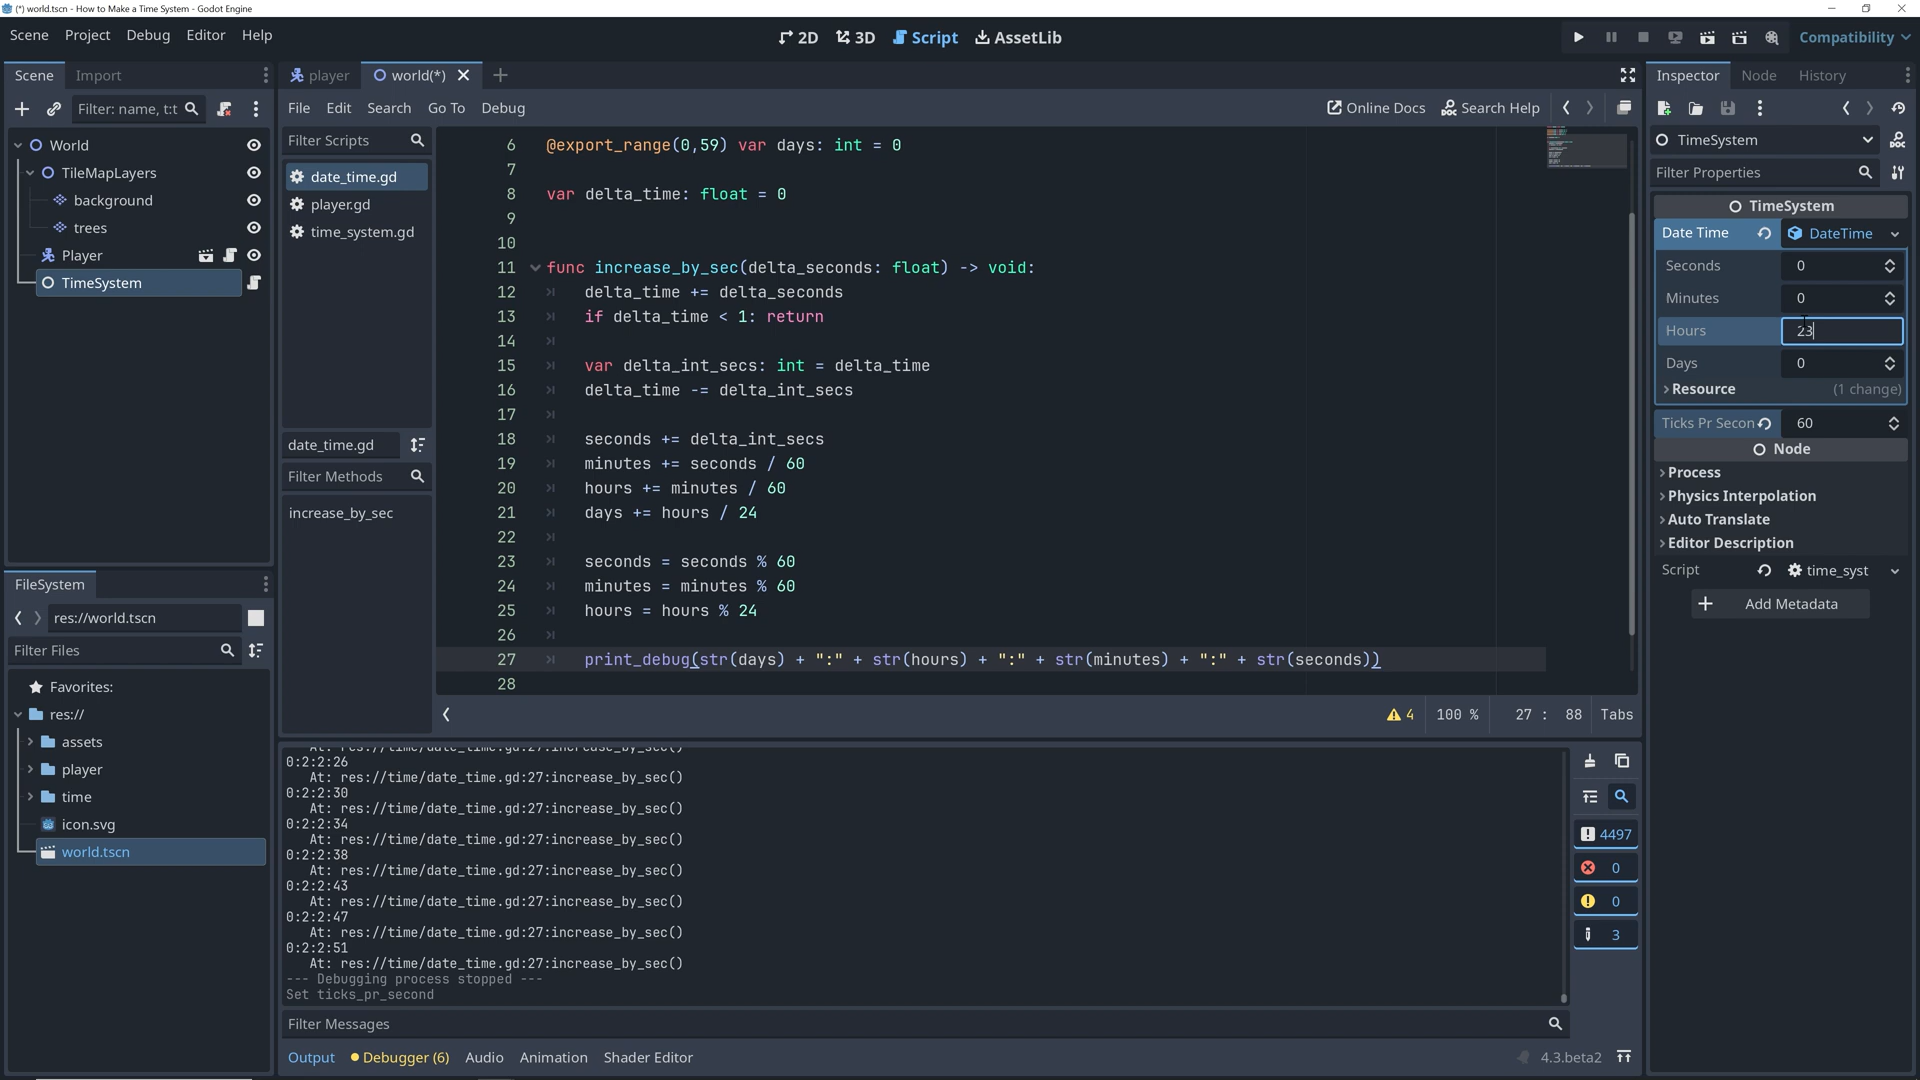 (*) world.tscn - How to Make a Time System - Godot Engine
Scene Project Debug Editor Help
2D 3D Script AssetLib
Compatibility
Scene Import
Filter: name, t:t
World
TileMapLayers
background
trees
Player
TimeSystem
FileSystem
res://world.tscn
Filter Files
Favorites:
res://
assets
player
time
icon.svg
world.tscn
player world(*)
File Edit Search Go To Debug
Online Docs Search Help
Filter Scripts
date_time.gd
player.gd
time_system.gd
date_time.gd
Filter Methods
increase_by_sec
6 @export_range(0,59) var days: int = 0
7
8 var delta_time: float = 0
9
10
11 func increase_by_sec(delta_seconds: float) -> void:
12 delta_time += delta_seconds
13 if delta_time < 1: return
14
15 var delta_int_secs: int = delta_time
16 delta_time -= delta_int_secs
17
18 seconds += delta_int_secs
19 minutes += seconds / 60
20 hours += minutes / 60
21 days += hours / 24
22
23 seconds = seconds % 60
24 minutes = minutes % 60
25 hours = hours % 24
26
27 print_debug(str(days) + ":" + str(hours) + ":" + str(minutes) + ":" + str(seconds))
28
4 100 % 27 : 88 Tabs
At: res://time/date_time.gd:27:increase_by_sec()
0:2:2:26
At: res://time/date_time.gd:27:increase_by_sec()
0:2:2:30
At: res://time/date_time.gd:27:increase_by_sec()
0:2:2:34
At: res://time/date_time.gd:27:increase_by_sec()
0:2:2:38
At: res://time/date_time.gd:27:increase_by_sec()
0:2:2:43
At: res://time/date_time.gd:27:increase_by_sec()
0:2:2:47
At: res://time/date_time.gd:27:increase_by_sec()
0:2:2:51
At: res://time/date_time.gd:27:increase_by_sec()
--- Debugging process stopped ---
Set ticks_pr_second
4497
0
0
3
Filter Messages
Output Debugger (6) Audio Animation Shader Editor
4.3.beta2
Inspector Node History
TimeSystem
Filter Properties
TimeSystem
Date Time DateTime
Seconds 0
Minutes 0
Hours 23
Days 0
Resource (1 change)
Ticks Pr Secon 60
Node
Process
Physics Interpolation
Auto Translate
Editor Description
Script time_syst
Add Metadata